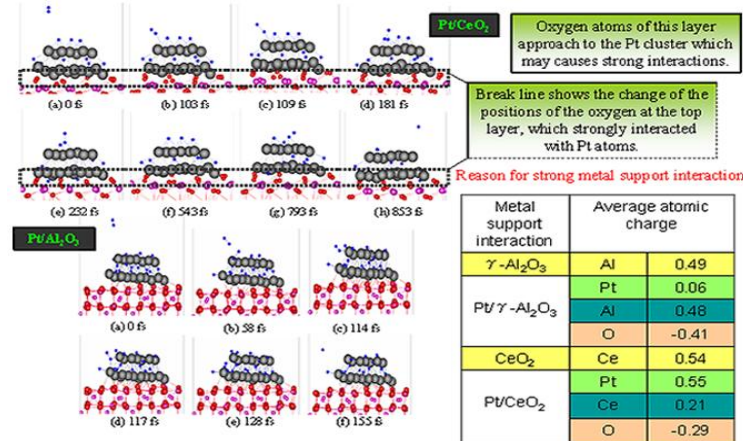 Pt/CeO₂
Oxygen atoms of this layer
approach to the Pt cluster which
may causes strong interactions.
(a) 0 fs
(b) 103 fs
(c) 109 fs
(d) 181 fs
Break line shows the change of the
positions of the oxygen at the top
layer, which strongly interacted
with Pt atoms.
Reason for strong metal support interaction
(e) 232 fs
(f) 543 fs
(g) 793 fs
(h) 853 fs
Pt/Al₂O₃
(a) 0 fs
(b) 58 fs
(c) 114 fs
(d) 117 fs
(e) 128 fs
(f) 155 fs
Metal support interaction Average atomic charge
γ-Al₂O₃ Al 0.49
Pt/γ-Al₂O₃ Pt 0.06
Al 0.48
O -0.41
CeO₂ Ce 0.54
Pt/CeO₂ Pt 0.55
Ce 0.21
O -0.29